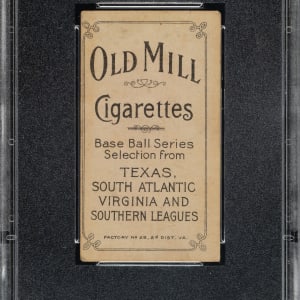 OLD MILL
Cigarettes
Base Ball Series
Selection from
TEXAS,
SOUTH ATLANTIC
VIRGINIA AND
SOUTHERN LEAGUES
FACTORY NO 25, 2D DIST. VA.